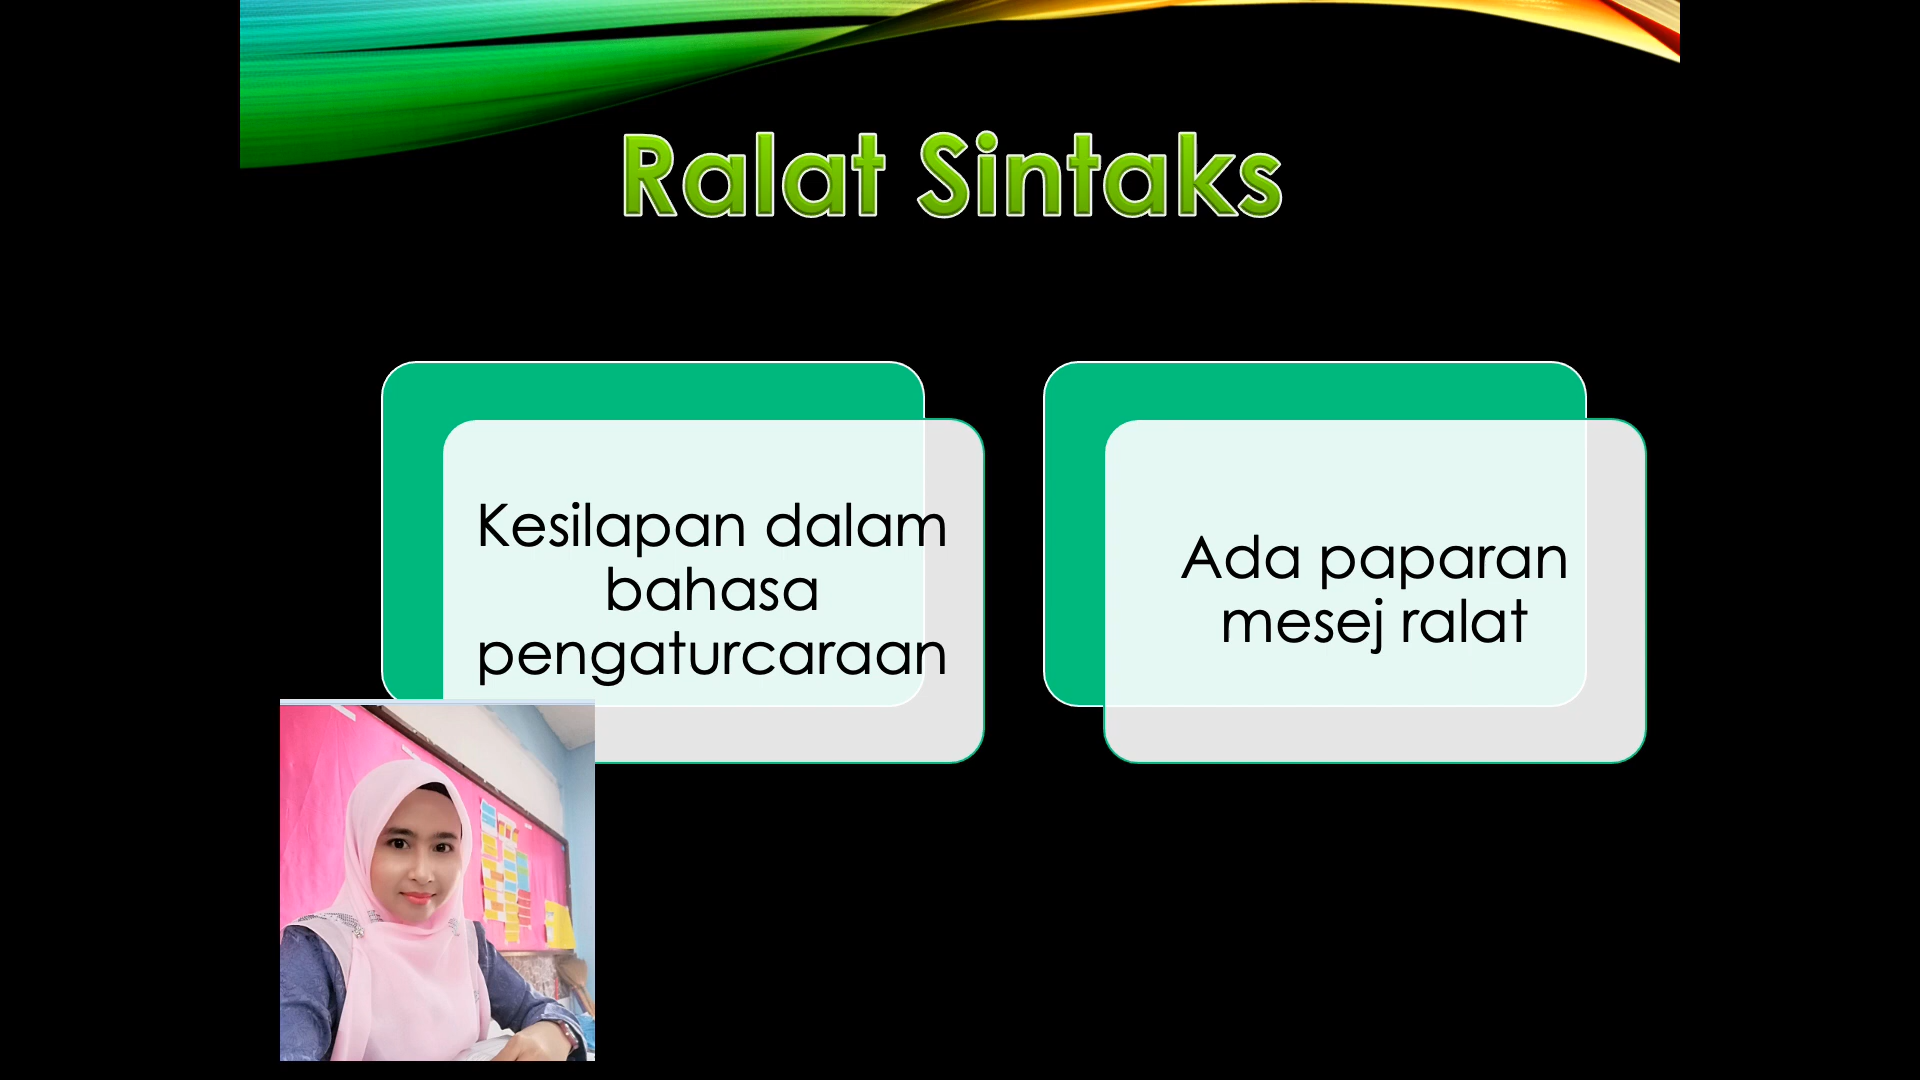 Ralat Sintaks
Kesilapan dalam
bahasa
pengaturcaraan
Ada paparan
mesej ralat